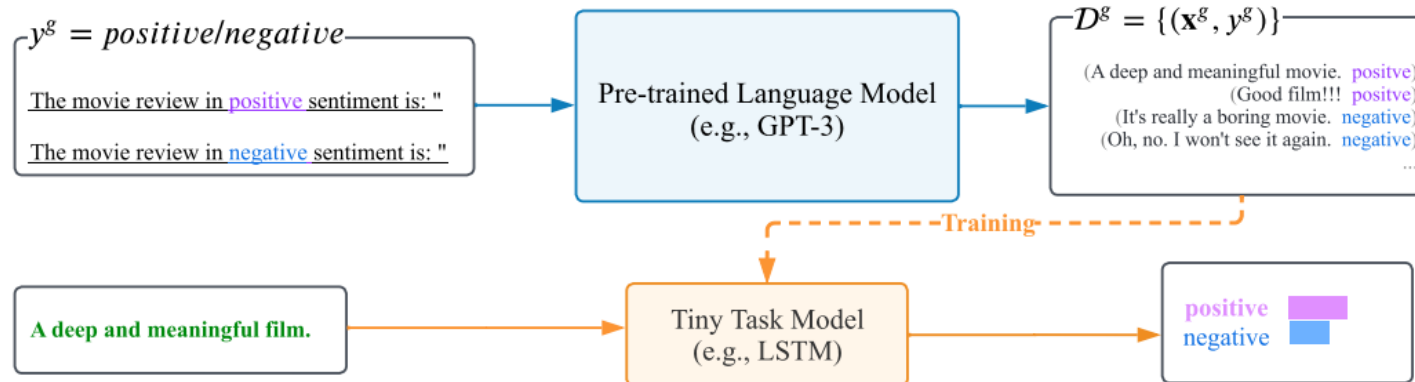 y^g = positive/negative
The movie review in positive sentiment is: "
The movie review in negative sentiment is: "
Pre-trained Language Model
(e.g., GPT-3)
𝒟^g = {(𝐱^g, y^g)}
(A deep and meaningful movie. positve)
(Good film!!! positve)
(It's really a boring movie. negative)
(Oh, no. I won't see it again. negative)
...
Training
A deep and meaningful film.
Tiny Task Model
(e.g., LSTM)
positive
negative